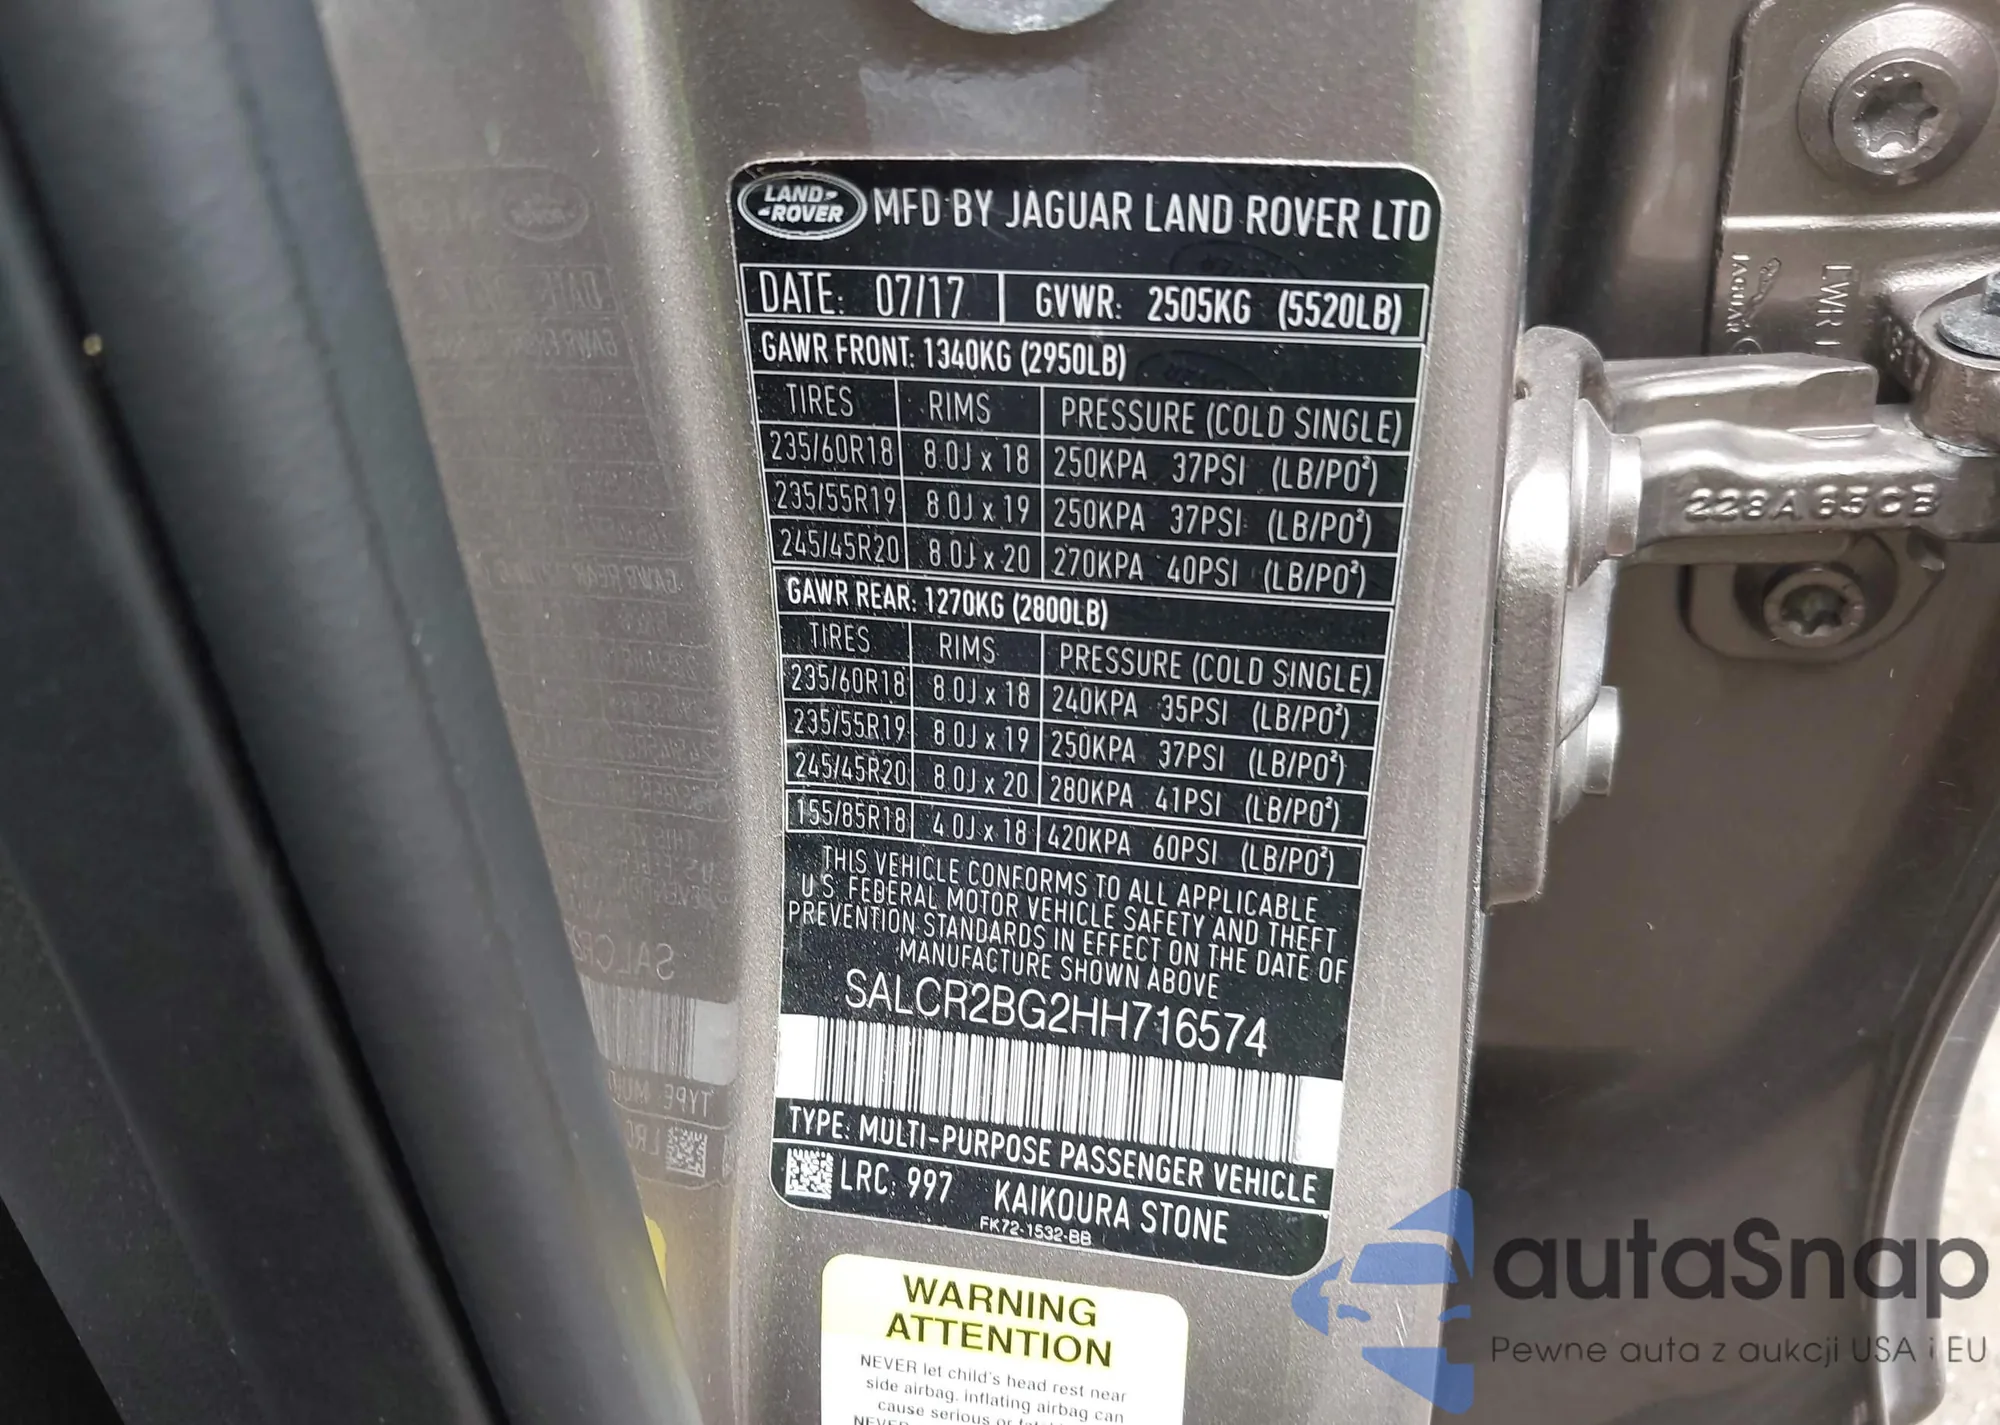 LAND-
-ROVER
MFD BY JAGUAR LAND ROVER LTD
DATE: 07/17 GVWR: 2505KG (5520LB)
GAWR FRONT: 1340KG (2950LB)
TIRES RIMS PRESSURE (COLD SINGLE)
235/60R18 8.0J x 18 250KPA 37PSI (LB/PO²)
235/55R19 8.0J x 19 250KPA 37PSI (LB/PO²)
245/45R20 8.0J x 20 270KPA 40PSI (LB/PO²)
GAWR REAR: 1270KG (2800LB)
TIRES RIMS PRESSURE (COLD SINGLE)
235/60R18 8.0J x 18 240KPA 35PSI (LB/PO²)
235/55R19 8.0J x 19 250KPA 37PSI (LB/PO²)
245/45R20 8.0J x 20 280KPA 41PSI (LB/PO²)
155/85R18 4.0J x 18 420KPA 60PSI (LB/PO²)
THIS VEHICLE CONFORMS TO ALL APPLICABLE
U.S. FEDERAL MOTOR VEHICLE SAFETY AND THEFT
PREVENTION STANDARDS IN EFFECT ON THE DATE OF
MANUFACTURE SHOWN ABOVE
SALCR2BG2HH716574
TYPE: MULTI-PURPOSE PASSENGER VEHICLE
LRC: 997 KAIKOURA STONE
FK72-1532-BB
WARNING
ATTENTION
NEVER let child's head rest near
side airbag, inflating airbag can
cause serious or
NEVER
JAGUAR
228A 65CB
autaSnap
Pewne auta z aukcji USA i EU